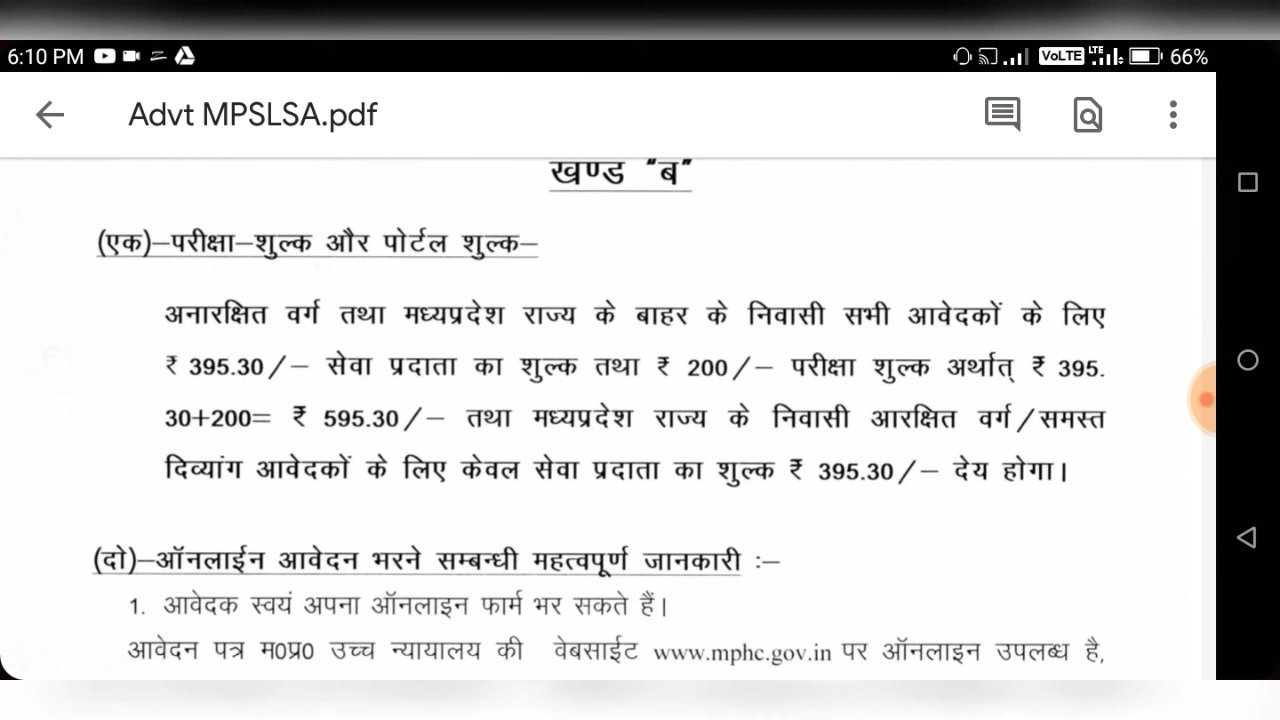 6:10 PM VoLTE LTE 66%
Advt MPSLSA.pdf
खण्ड "ब"
(एक)–परीक्षा–शुल्क और पोर्टल शुल्क–
अनारक्षित वर्ग तथा मध्यप्रदेश राज्य के बाहर के निवासी सभी आवेदकों के लिए
₹ 395.30/– सेवा प्रदाता का शुल्क तथा ₹ 200/– परीक्षा शुल्क अर्थात् ₹ 395.
30+200= ₹ 595.30/– तथा मध्यप्रदेश राज्य के निवासी आरक्षित वर्ग/समस्त
दिव्यांग आवेदकों के लिए केवल सेवा प्रदाता का शुल्क ₹ 395.30/– देय होगा।
(दो)–ऑनलाईन आवेदन भरने सम्बन्धी महत्वपूर्ण जानकारी :–
1. आवेदक स्वयं अपना ऑनलाइन फार्म भर सकते हैं।
आवेदन पत्र म0प्र0 उच्च न्यायालय की वेबसाईट www.mphc.gov.in पर ऑनलाइन उपलब्ध है,